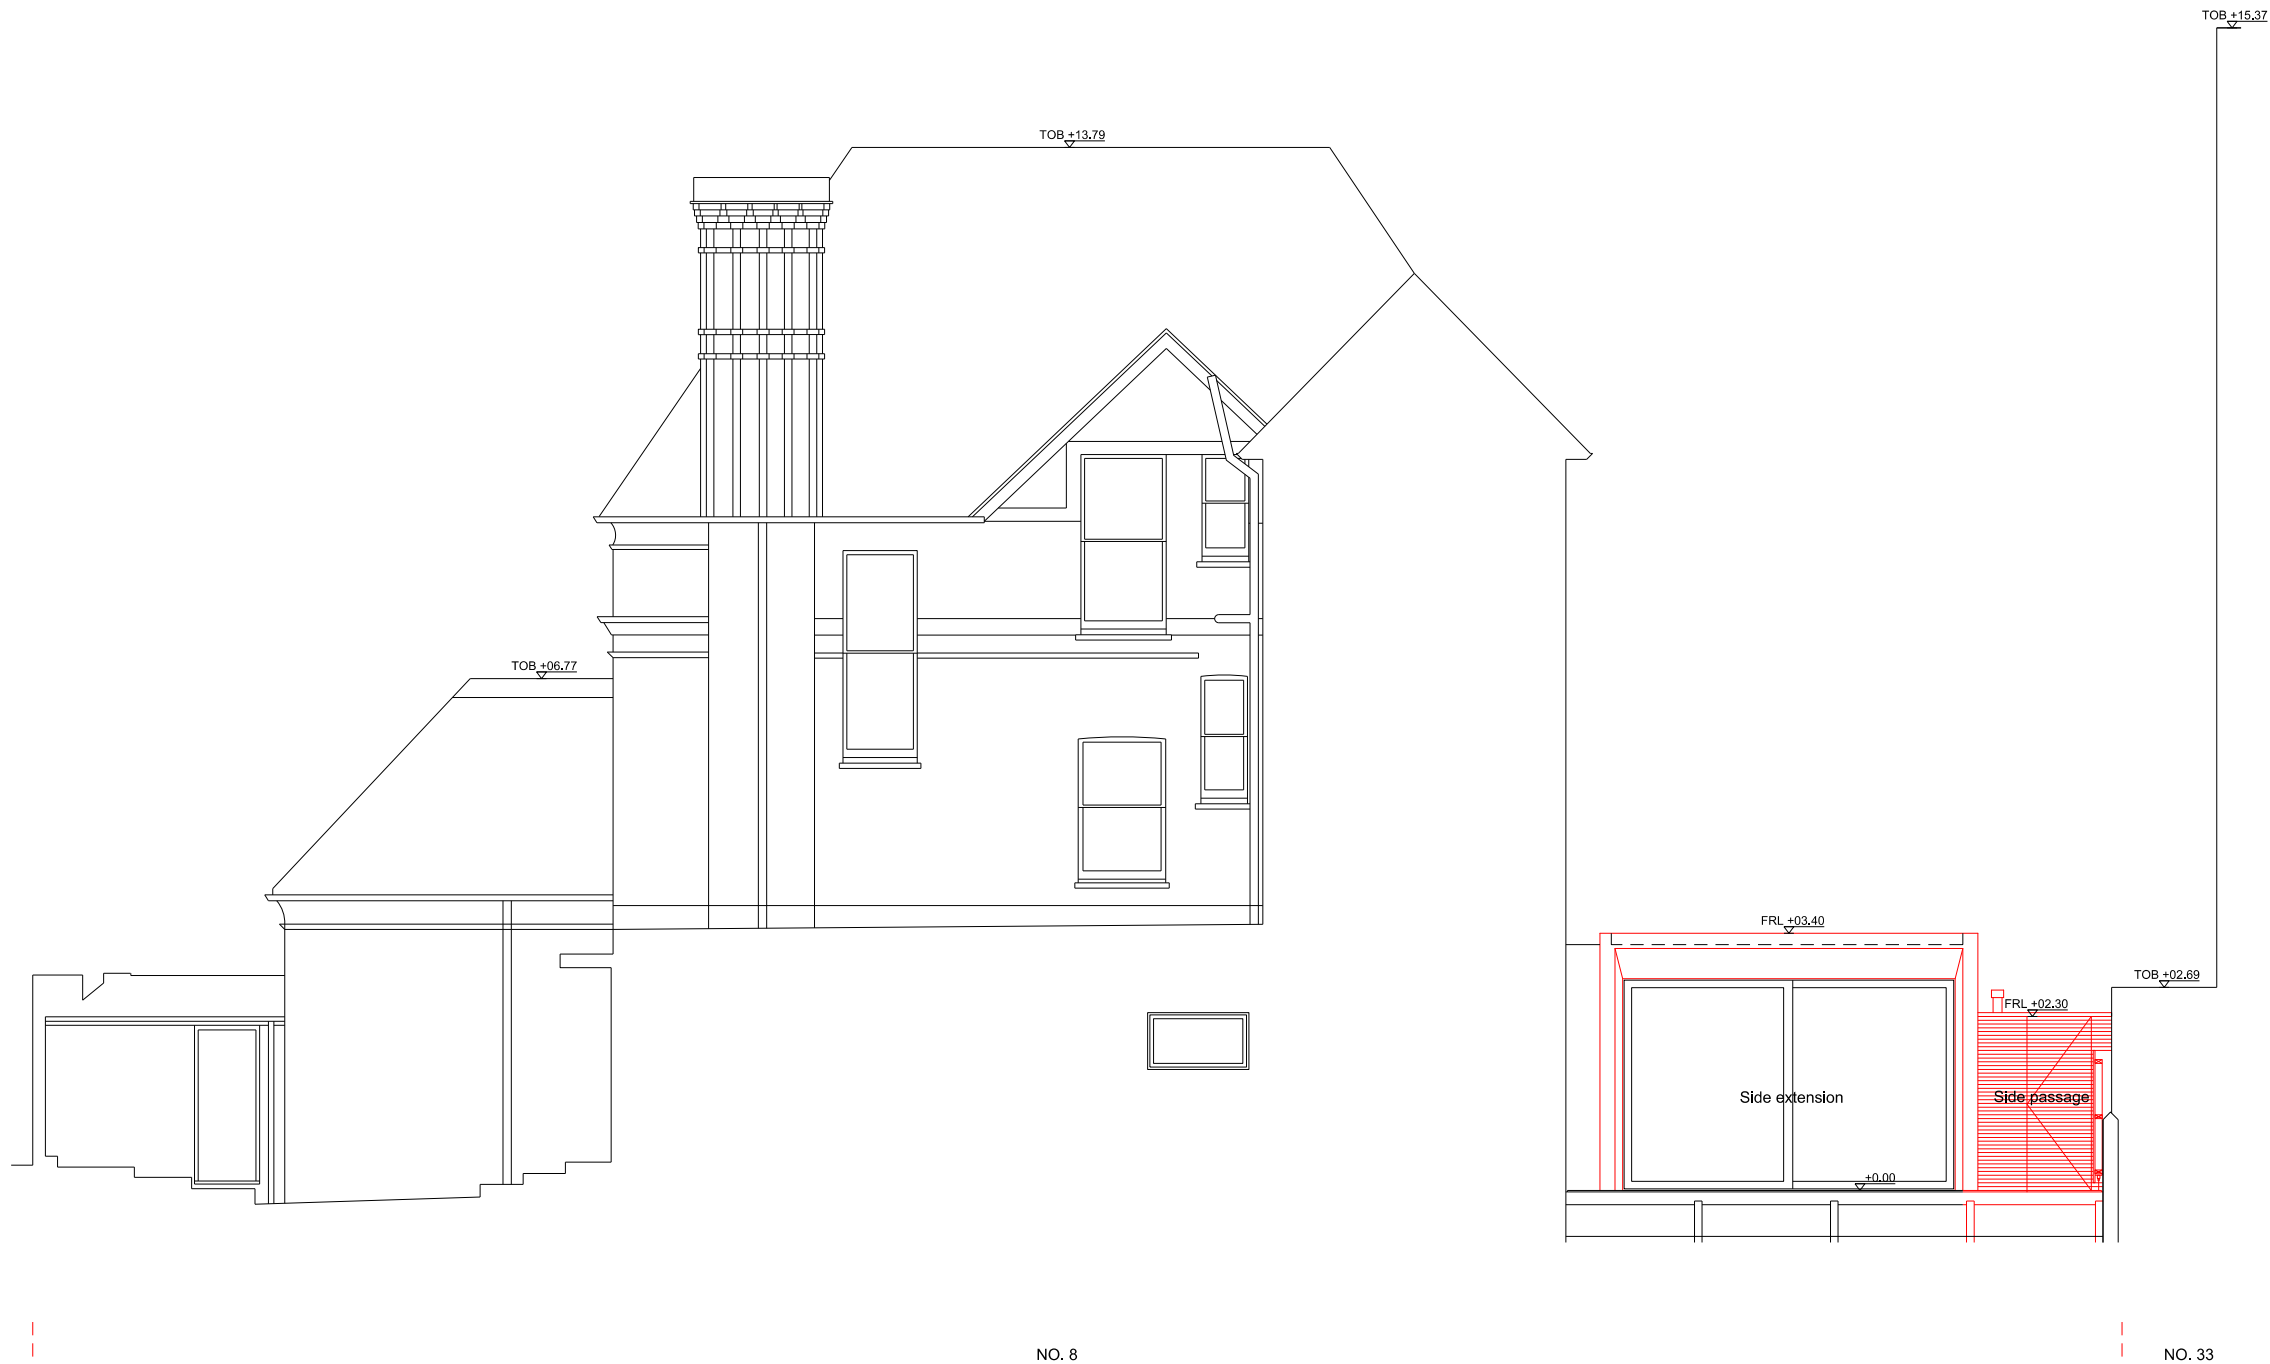 TOB +15.37
TOB +13.79
TOB +06.77
FRL +03.40
TOB +02.69
FRL +02.30
Side extension
Side passage
+0.00
NO. 8
NO. 33